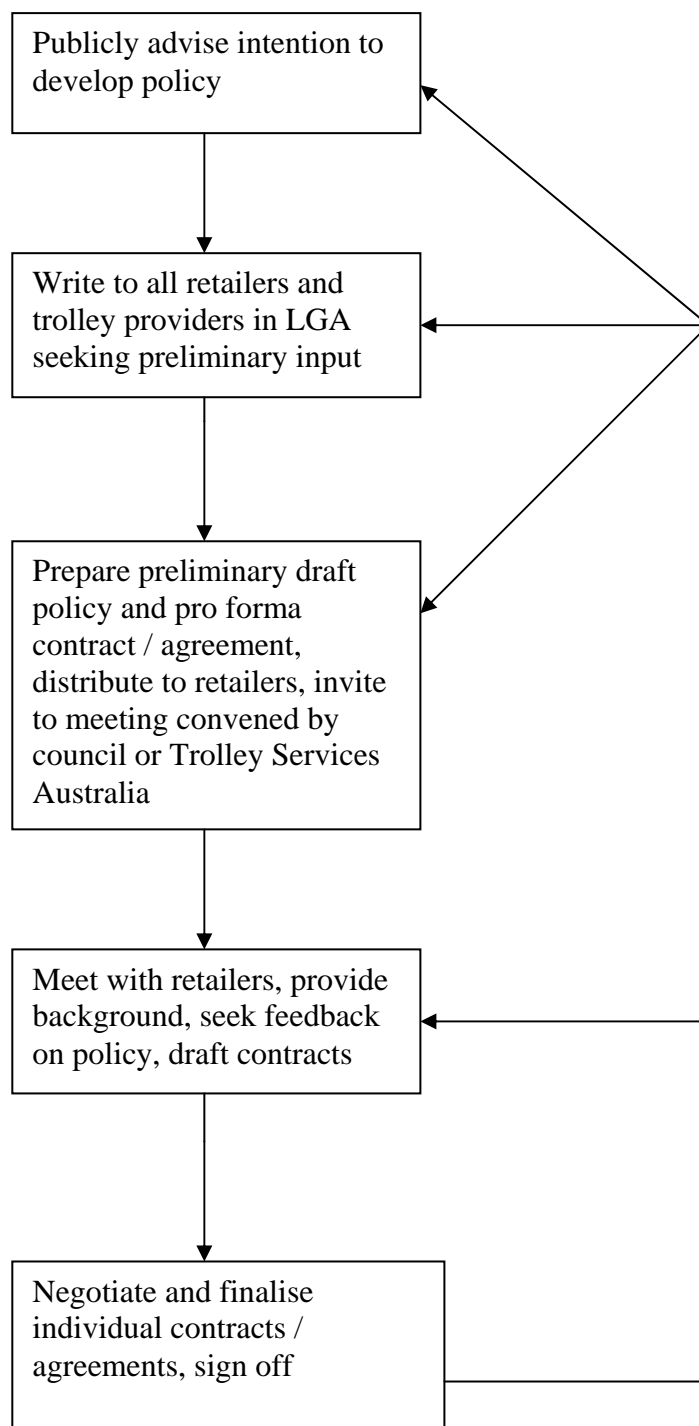 Publicly advise intention to
develop policy
Write to all retailers and
trolley providers in LGA
seeking preliminary input
Prepare preliminary draft
policy and pro forma
contract / agreement,
distribute to retailers, invite
to meeting convened by
council or Trolley Services
Australia
Meet with retailers, provide
background, seek feedback
on policy, draft contracts
Negotiate and finalise
individual contracts /
agreements, sign off